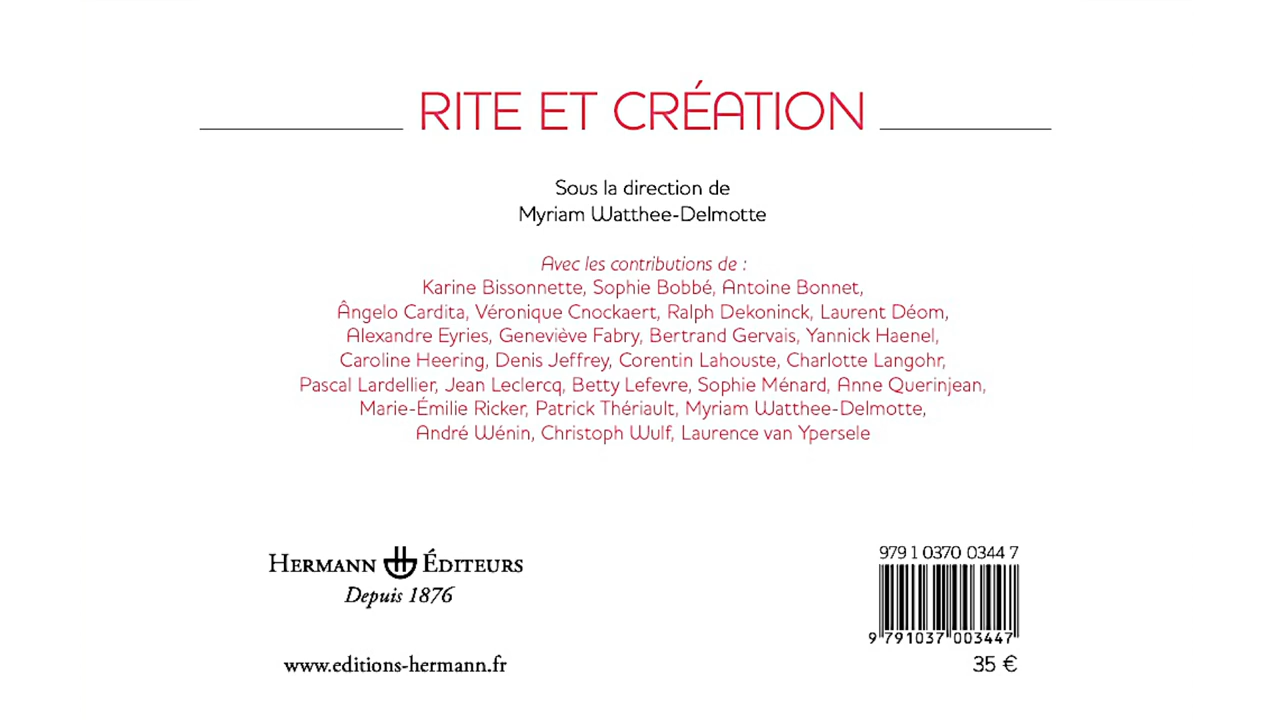 RITE ET CRÉATION
Sous la direction de
Myriam Watthee-Delmotte
Avec les contributions de :
Karine Bissonnette, Sophie Bobbé, Antoine Bonnet,
Ângelo Cardita, Véronique Cnockaert, Ralph Dekoninck, Laurent Déom,
Alexandre Eyries, Geneviève Fabry, Bertrand Gervais, Yannick Haenel,
Caroline Heering, Denis Jeffrey, Corentin Lahouste, Charlotte Langohr,
Pascal Lardellier, Jean Leclercq, Betty Lefevre, Sophie Ménard, Anne Querinjean,
Marie-Émilie Ricker, Patrick Thériault, Myriam Watthee-Delmotte,
André Wénin, Christoph Wulf, Laurence van Ypersele
HERMANN ÉDITEURS
Depuis 1876
www.editions-hermann.fr
979 1 0370 0344 7
9 791037 003447
35 €